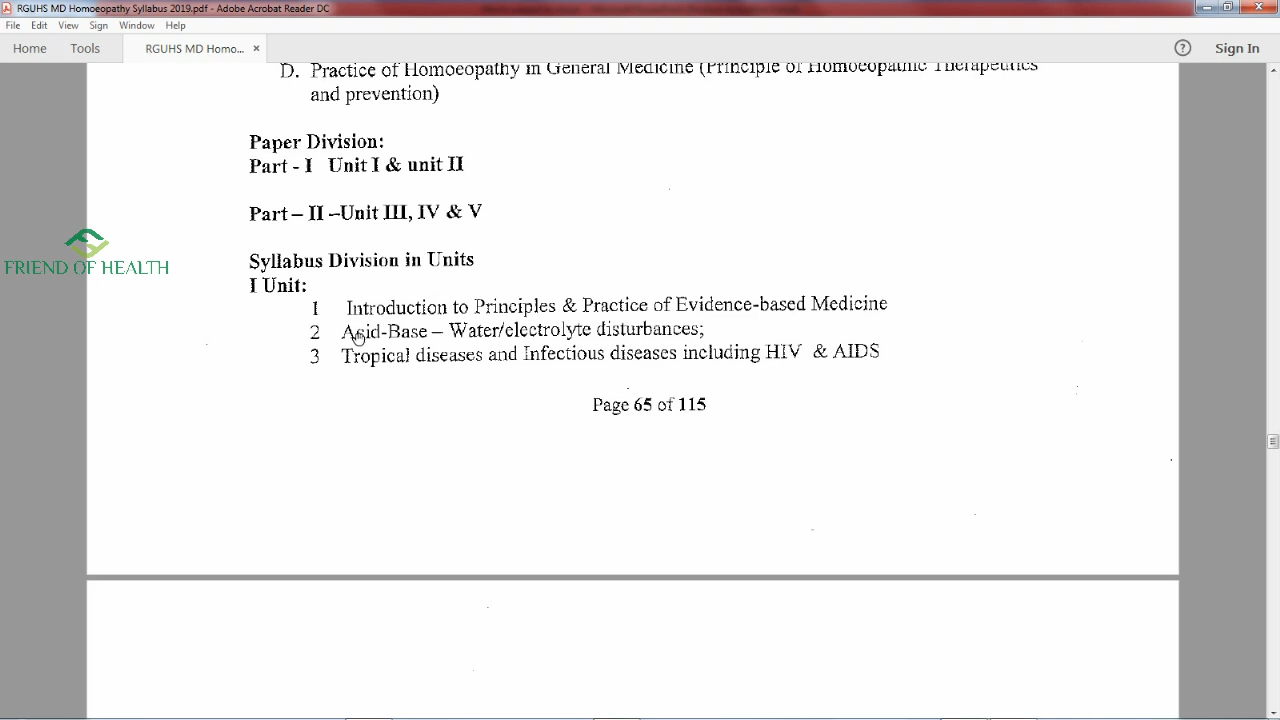 RGUHS MD Homoeopathy Syllabus 2019.pdf - Adobe Acrobat Reader DC
File Edit View Sign Window Help
Home Tools RGUHS MD Homo... × Sign In
D. Practice of Homoeopathy in General Medicine (Principle of Homoeopathic Therapeutics
and prevention)
Paper Division:
Part - I Unit I & unit II
Part – II –Unit III, IV & V
FRIEND OF HEALTH
Syllabus Division in Units
I Unit:
1 Introduction to Principles & Practice of Evidence-based Medicine
2 Acid-Base – Water/electrolyte disturbances;
3 Tropical diseases and Infectious diseases including HIV & AIDS
Page 65 of 115